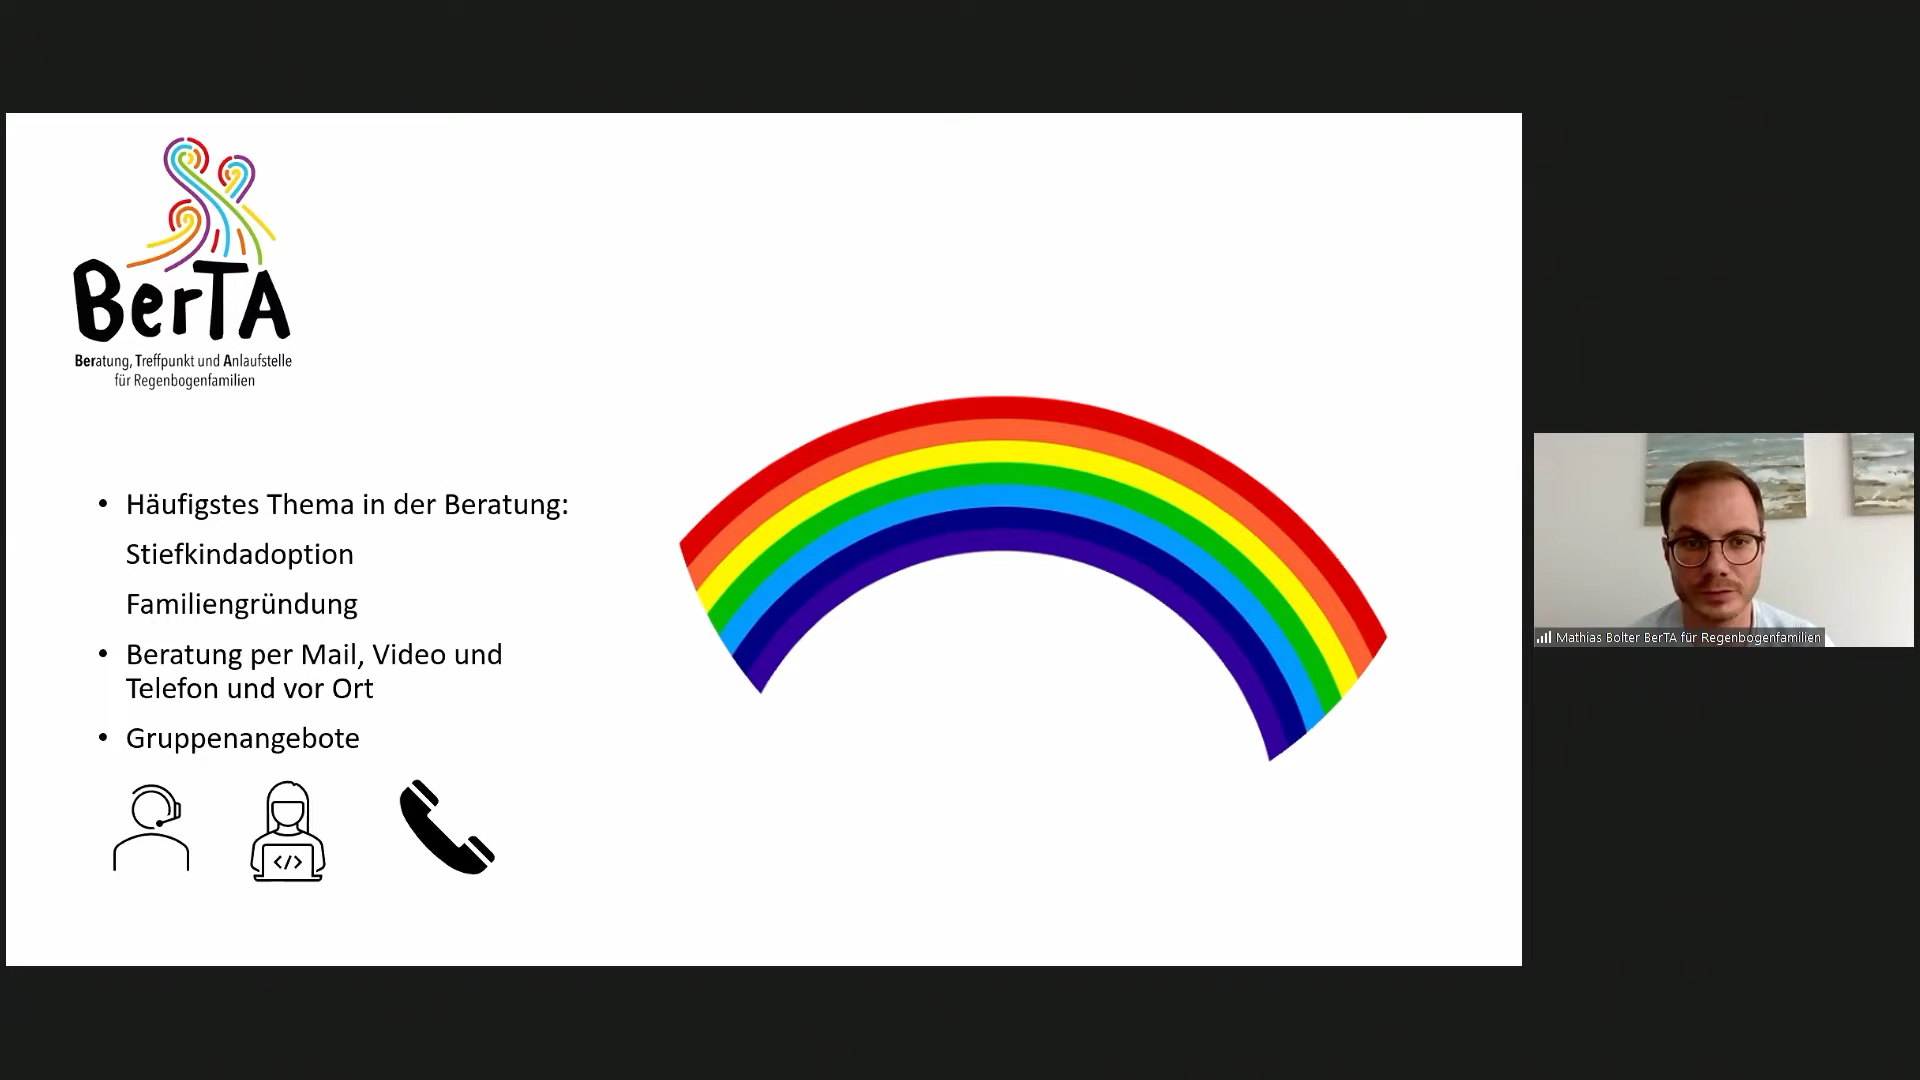 BerTA
Beratung, Treffpunkt und Anlaufstelle
für Regenbogenfamilien
• Häufigstes Thema in der Beratung:
Stiefkindadoption
Familiengründung
• Beratung per Mail, Video und
Telefon und vor Ort
• Gruppenangebote
</>
Mathias Bolter BerTA für Regenbogenfamilien